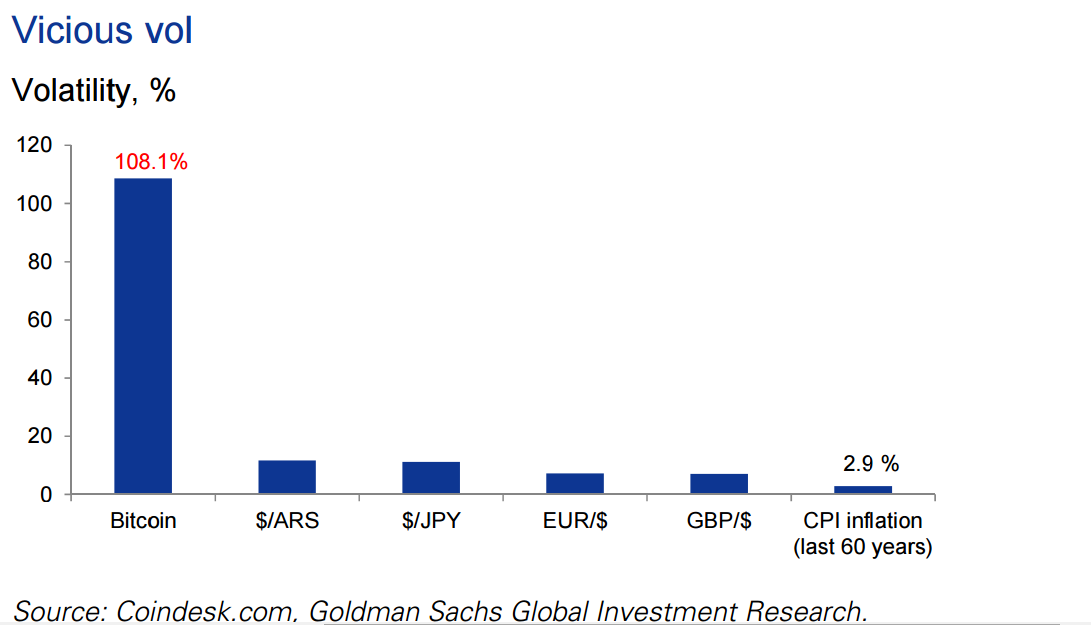 Vicious vol
Volatility, %
120
108.1%
100
80
60
40
20
2.9 %
0
Bitcoin $/ARS $/JPY EUR/$ GBP/$ CPI inflation
(last 60 years)
Source: Coindesk.com, Goldman Sachs Global Investment Research.